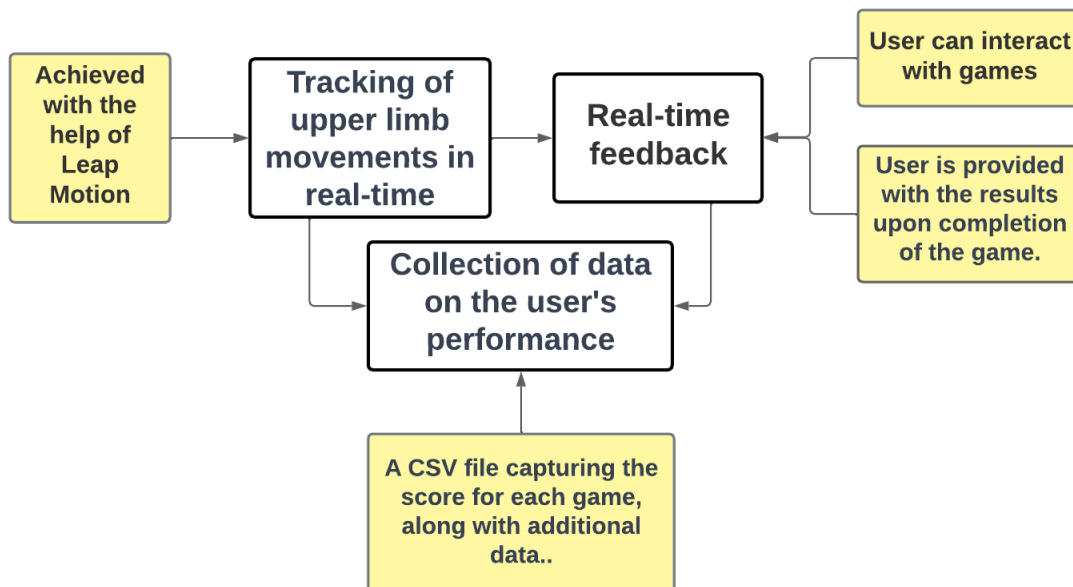 Achieved
with the
help of
Leap
Motion
Tracking of
upper limb
movements in
real-time
Real-time
feedback
User can interact
with games
User is provided
with the results
upon completion
of the game.
Collection of data
on the user's
performance
A CSV file capturing the
score for each game,
along with additional
data..